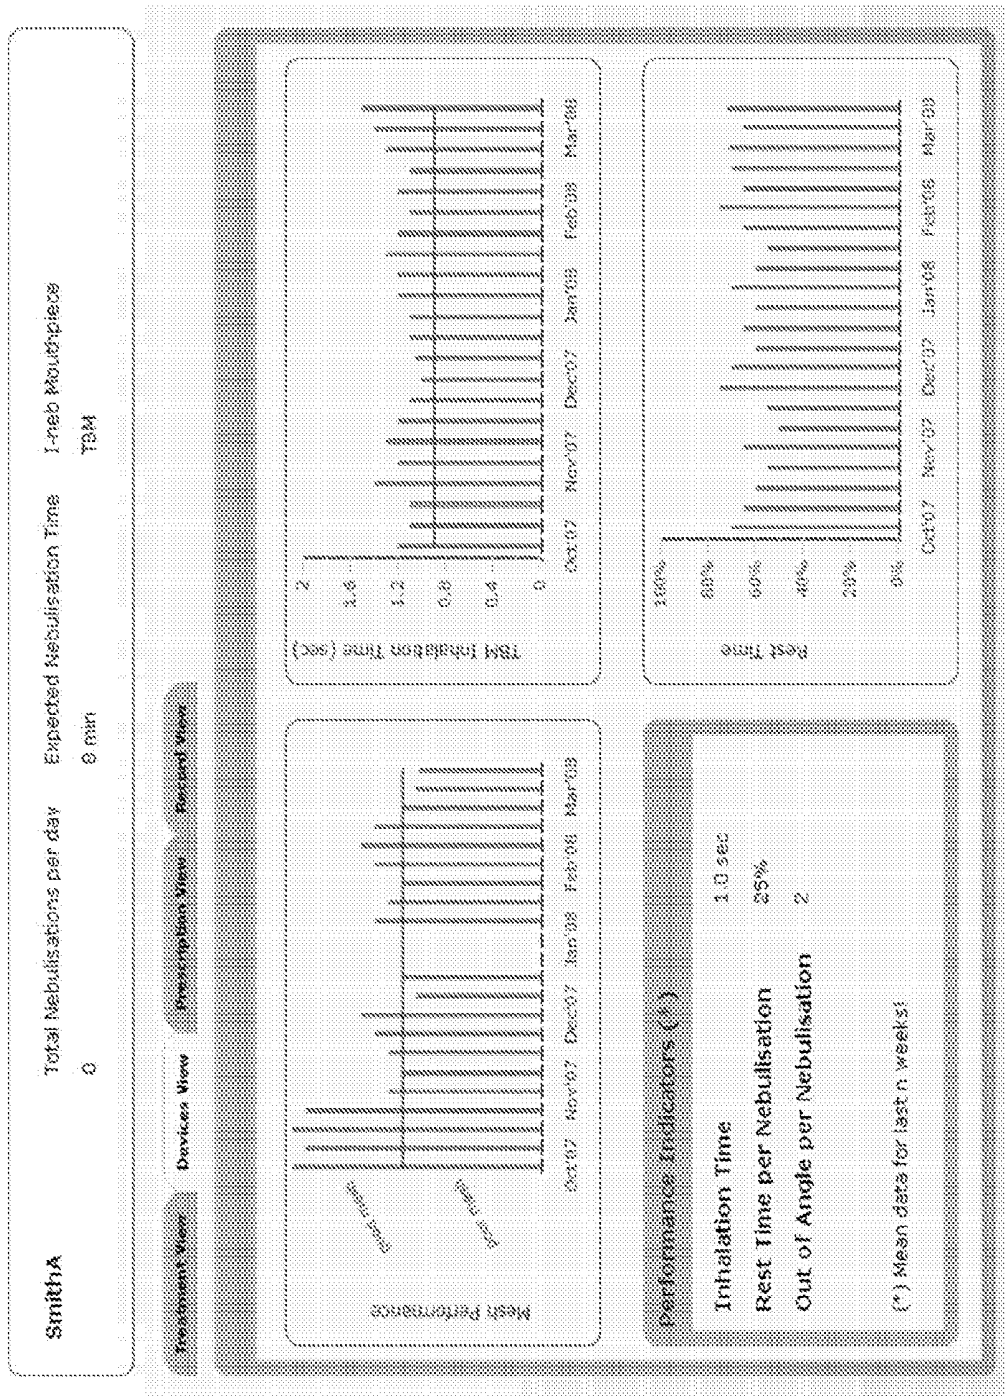 SmithA
Total Nebulisations per day
0
Expected Nebulisation Time
9 min
I-neb Mouthpiece
TBM
Treatment View
Devices View
Prescription View
Record View
Mesh Performance
Oct'07
Nov'07
Dec'07
Jan'08
Feb'08
Mar'08
TBM Inhalation Time (sec)
2
1.6
1.2
0.8
0.4
0
Oct'07
Nov'07
Dec'07
Jan'08
Feb'08
Mar'08
Performance Indicators (*)
Inhalation Time 1.0 sec
Rest Time per Nebulisation 25%
Out of Angle per Nebulisation 2
(*) Mean data for last n weeks!
Rest Time
100%
80%
60%
40%
20%
0%
Oct'07
Nov'07
Dec'07
Jan'08
Feb'08
Mar'08